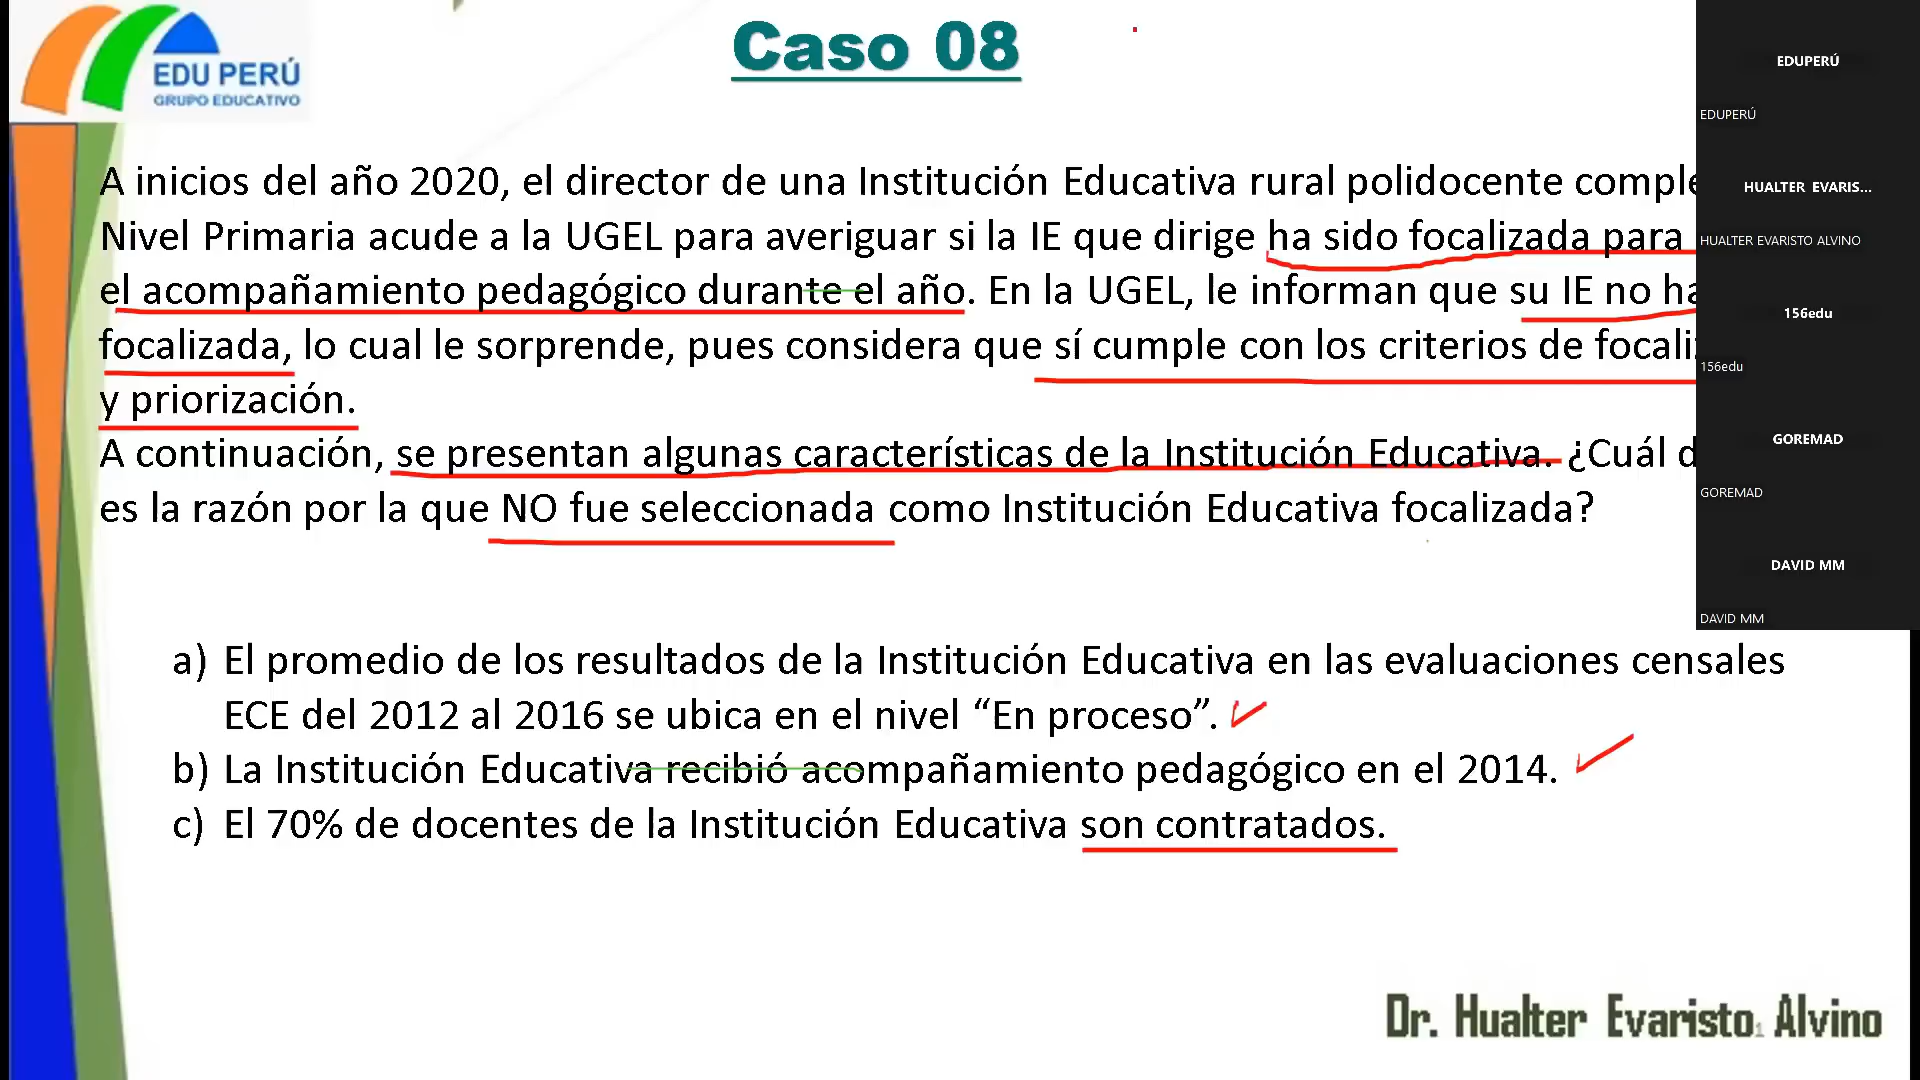 EDU PERÚ
GRUPO EDUCATIVO
Caso 08
A inicios del año 2020, el director de una Institución Educativa rural polidocente comple
Nivel Primaria acude a la UGEL para averiguar si la IE que dirige ha sido focalizada para
el acompañamiento pedagógico durante el año. En la UGEL, le informan que su IE no ha
focalizada, lo cual le sorprende, pues considera que sí cumple con los criterios de focali
y priorización.
A continuación, se presentan algunas características de la Institución Educativa. ¿Cuál d
es la razón por la que NO fue seleccionada como Institución Educativa focalizada?
a) El promedio de los resultados de la Institución Educativa en las evaluaciones censales
ECE del 2012 al 2016 se ubica en el nivel “En proceso”.
b) La Institución Educativa recibió acompañamiento pedagógico en el 2014.
c) El 70% de docentes de la Institución Educativa son contratados.
Dr. Hualter Evaristo Alvino
EDUPERÚ
EDUPERÚ
HUALTER EVARIS...
HUALTER EVARISTO ALVINO
156edu
156edu
GOREMAD
GOREMAD
DAVID MM
DAVID MM